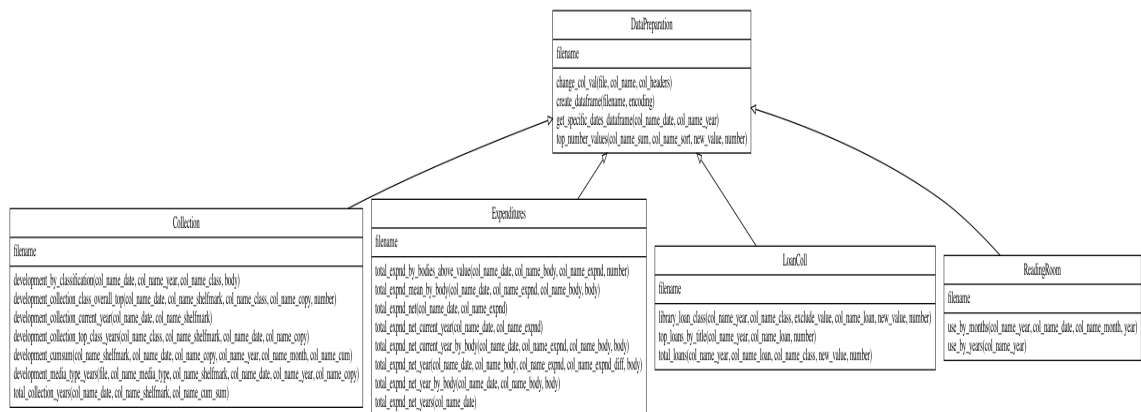 DataPreparation
filename
change_col_val(file, col_name, col_headers)
create_dataframe(filename, encoding)
get_specific_dates_dataframe(col_name_date, col_name_year)
top_number_values(col_name_sum, col_name_sort, new_value, number)
Collection
filename
development_by_classification(col_name_date, col_name_year, col_name_class, body)
development_collection_class_overall_top(col_name_date, col_name_shelfmark, col_name_class, col_name_copy, number)
development_collection_current_year(col_name_date, col_name_shelfmark)
development_collection_top_class_years(col_name_class, col_name_shelfmark, col_name_date, col_name_copy)
development_cumsum(col_name_shelfmark, col_name_date, col_name_copy, col_name_year, col_name_month, col_name_cum)
development_media_type_years(file, col_name_media_type, col_name_shelfmark, col_name_date, col_name_year, col_name_copy)
total_collection_years(col_name_date, col_name_shelfmark, col_name_cum_sum)
Expenditures
filename
total_expnd_by_bodies_above_value(col_name_date, col_name_body, col_name_expnd, number)
total_expnd_mean_by_body(col_name_date, col_name_expnd, col_name_body, body)
total_expnd_net(col_name_date, col_name_expnd)
total_expnd_net_current_year(col_name_date, col_name_expnd)
total_expnd_net_current_year_by_body(col_name_date, col_name_expnd, col_name_body, body)
total_expnd_net_year(col_name_date, col_name_body, col_name_expnd, col_name_expnd_diff, body)
total_expnd_net_year_by_body(col_name_date, col_name_body, body)
total_expnd_net_years(col_name_date)
LoanColl
filename
library_loan_class(col_name_year, col_name_class, exclude_value, col_name_loan, new_value, number)
top_loans_by_title(col_name_year, col_name_loan, number)
total_loans(col_name_year, col_name_loan, col_name_class, new_value, number)
ReadingRoom
filename
use_by_months(col_name_year, col_name_date, col_name_month, year)
use_by_years(col_name_year)